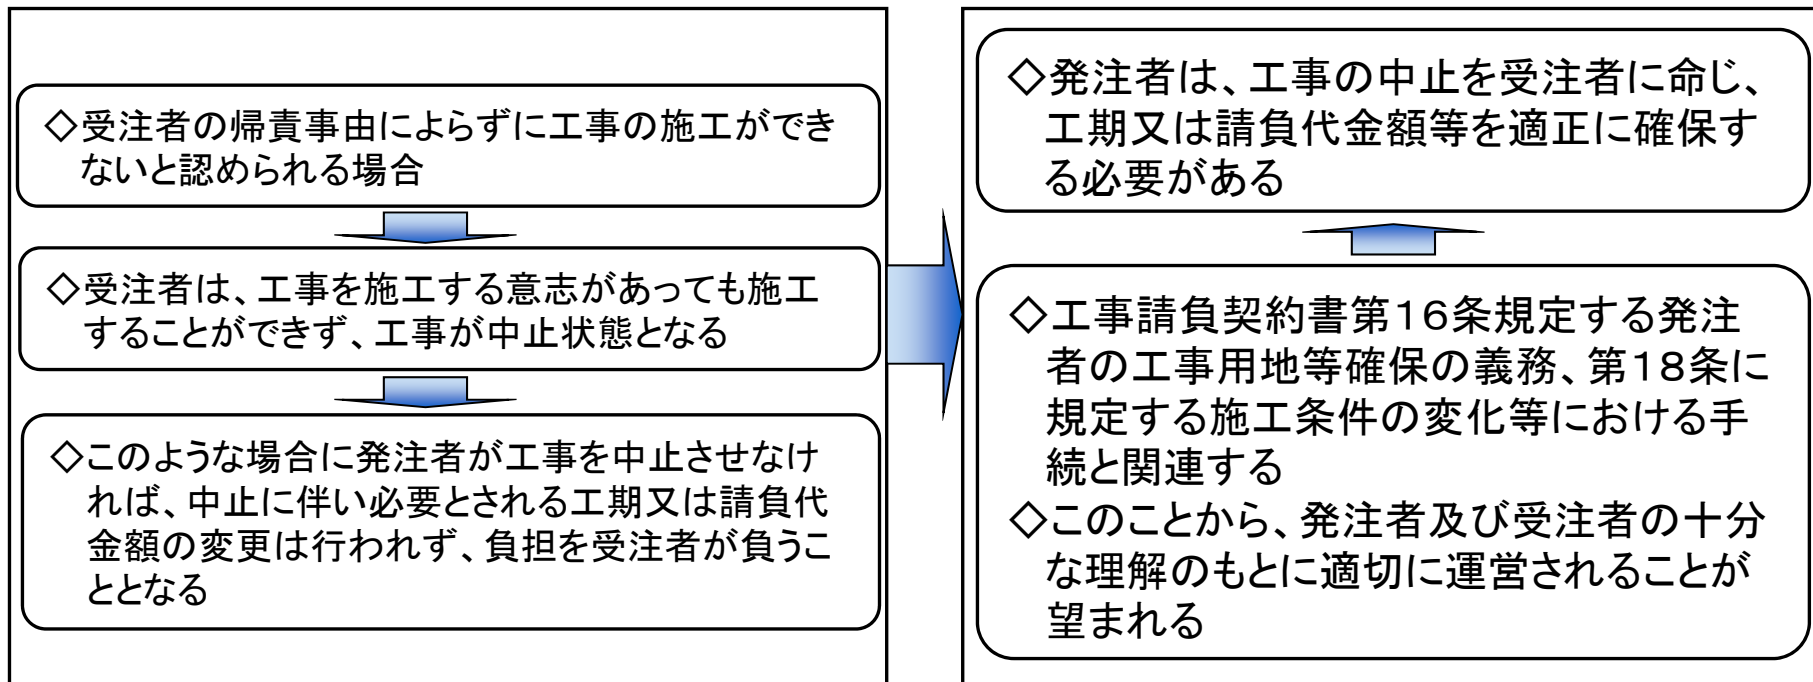 ◇受注者の帰責事由によらずに工事の施工ができ
ないと認められる場合
◇受注者は、工事を施工する意志があっても施工
することができず、工事が中止状態となる
◇このような場合に発注者が工事を中止させなけ
れば、中止に伴い必要とされる工期又は請負代
金額の変更は行われず、負担を受注者が負うこ
ととなる
◇発注者は、工事の中止を受注者に命じ、
工期又は請負代金額等を適正に確保す
る必要がある
◇工事請負契約書第16条規定する発注
者の工事用地等確保の義務、第18条に
規定する施工条件の変化等における手
続と関連する
◇このことから、発注者及び受注者の十分
な理解のもとに適切に運営されることが
望まれる